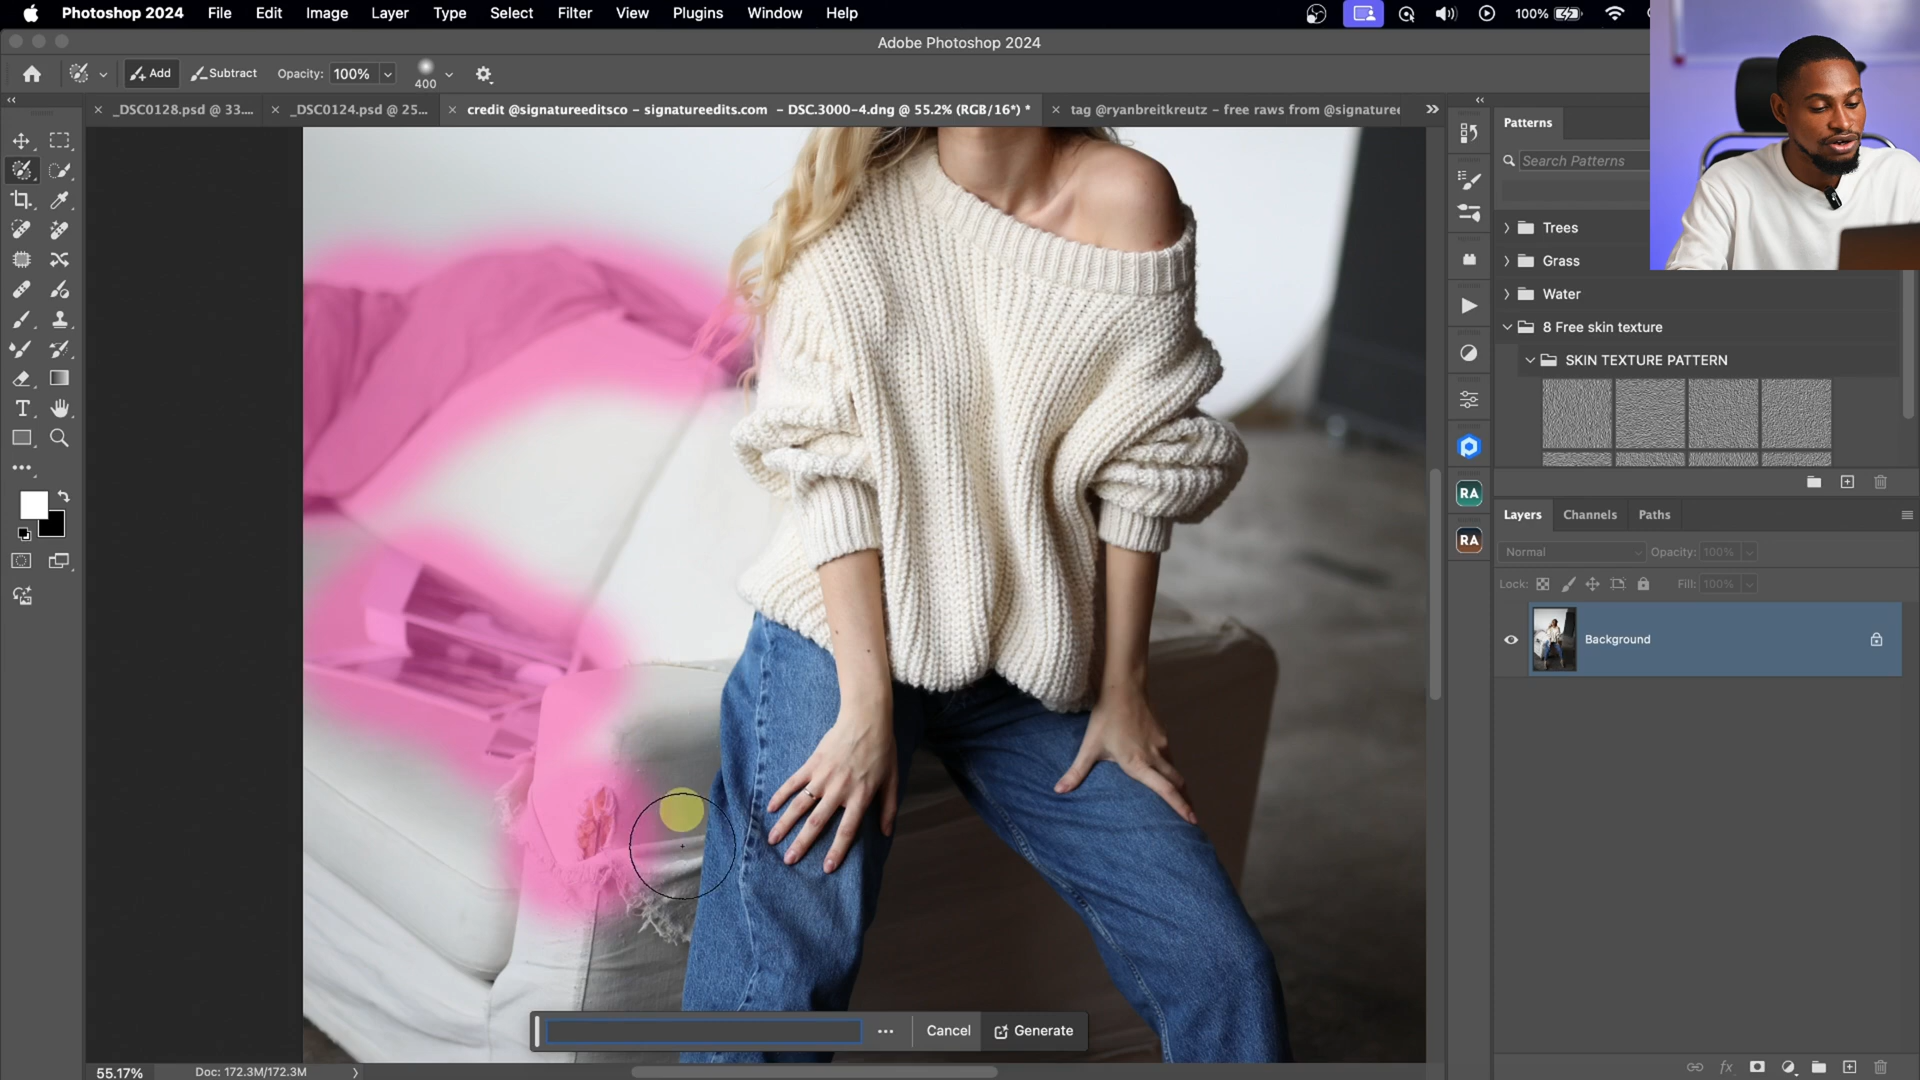 Photoshop 2024 File Edit Image Layer Type Select Filter View Plugins Window Help 100%
Adobe Photoshop 2024
Add Subtract Opacity: 100% 400
_DSC0128.psd @ 33.... _DSC0124.psd @ 25... credit @signatureeditsco – signatureedits.com – DSC.3000-4.dng @ 55.2% (RGB/16*) * tag @ryanbreitkreutz – free raws from @signature
Patterns
Search Patterns
Trees
Grass
Water
8 Free skin texture
SKIN TEXTURE PATTERN
RA
RA
Layers Channels Paths
Normal Opacity: 100%
Lock: Fill: 100%
Background
Cancel Generate
55.17% Doc: 172.3M/172.3M
fx